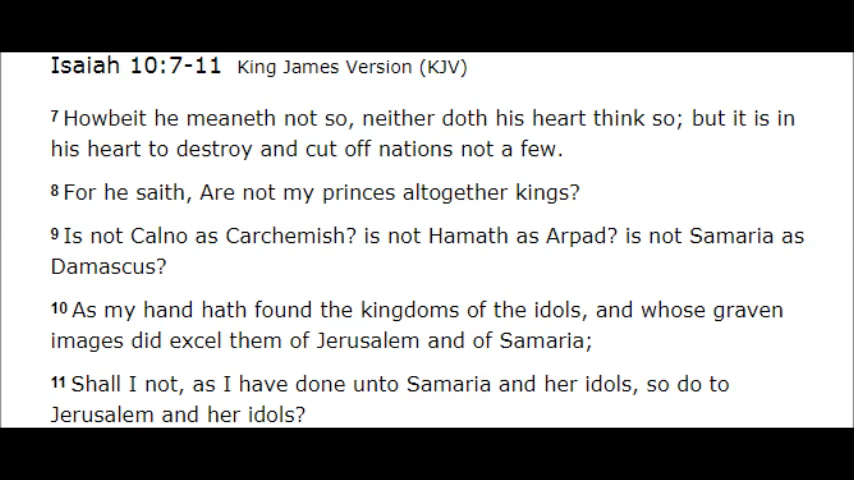 Isaiah 10:7-11 King James Version (KJV)
7 Howbeit he meaneth not so, neither doth his heart think so; but it is in
his heart to destroy and cut off nations not a few.
8 For he saith, Are not my princes altogether kings?
9 Is not Calno as Carchemish? is not Hamath as Arpad? is not Samaria as
Damascus?
10 As my hand hath found the kingdoms of the idols, and whose graven
images did excel them of Jerusalem and of Samaria;
11 Shall I not, as I have done unto Samaria and her idols, so do to
Jerusalem and her idols?